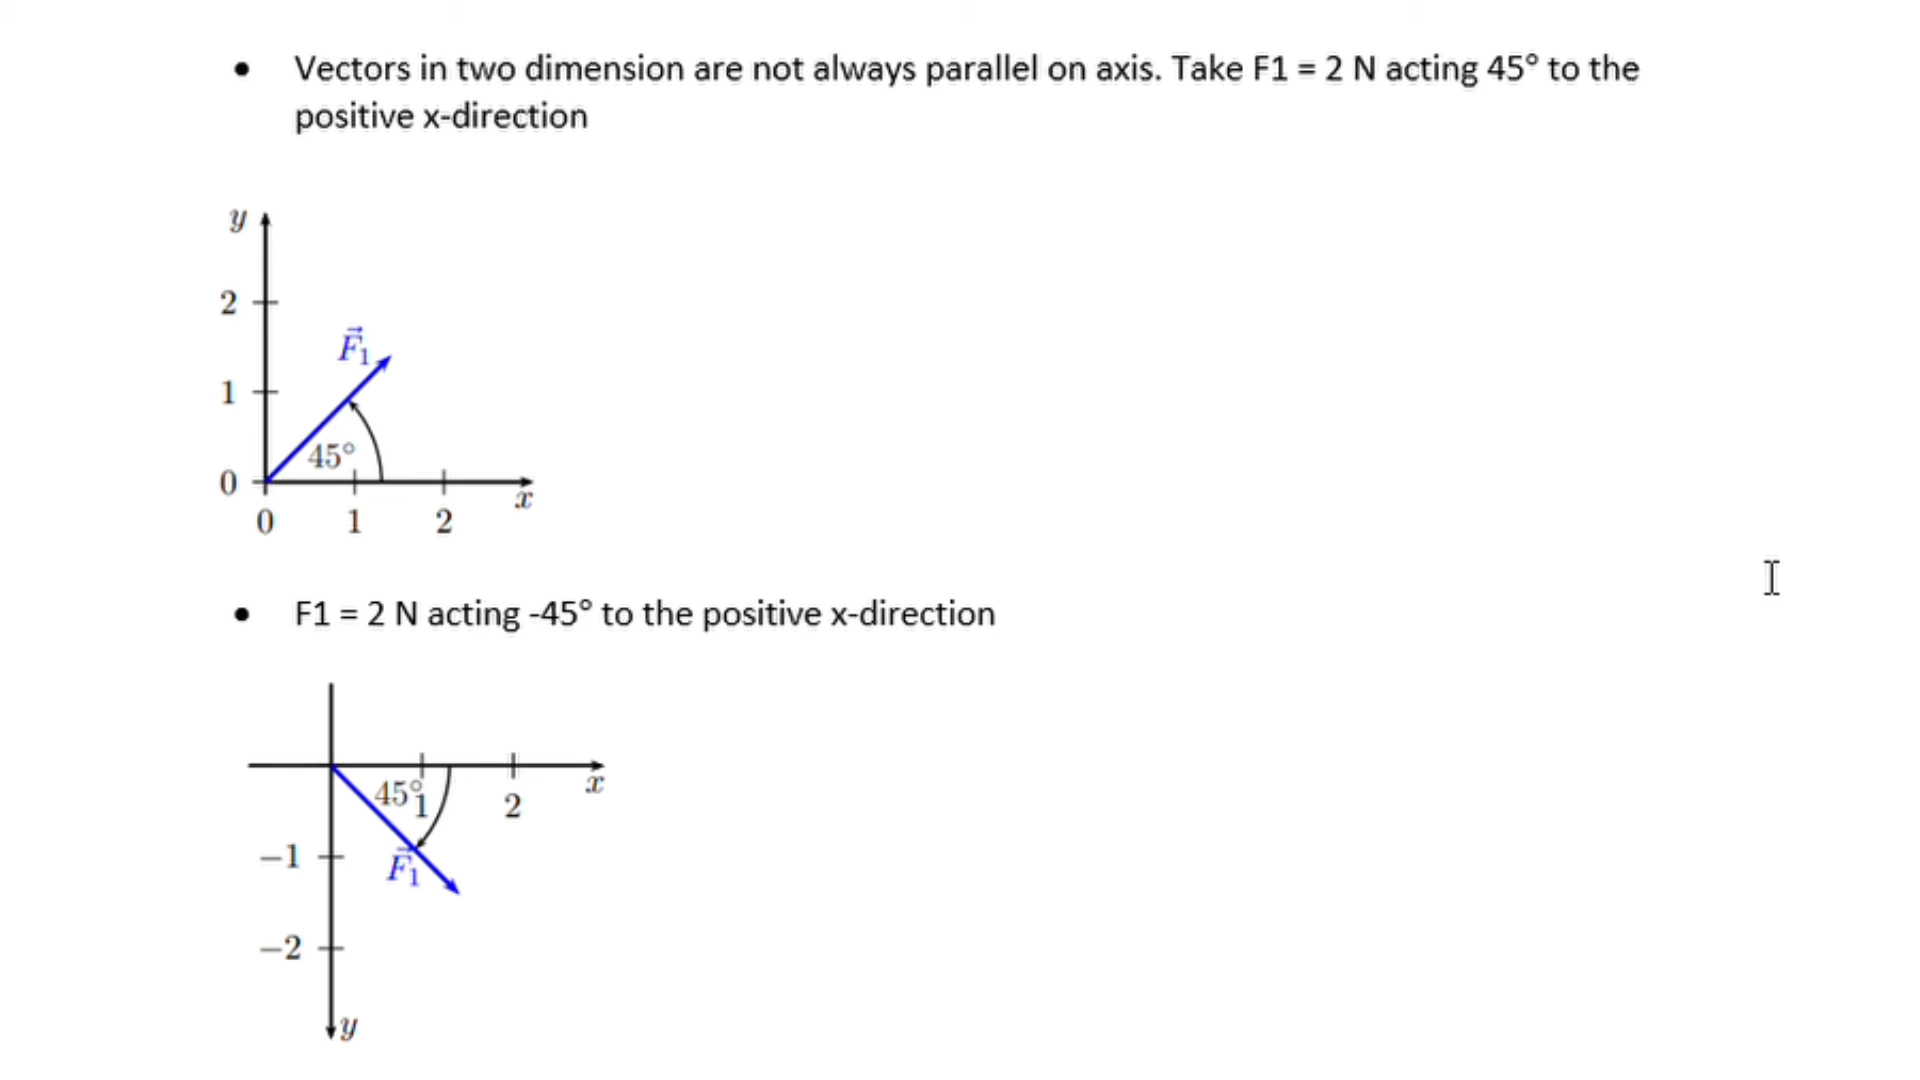 • Vectors in two dimension are not always parallel on axis. Take F1 = 2 N acting 45° to the
positive x-direction
y
2
F⃗₁
1
45°
0
x
0 1 2
• F1 = 2 N acting -45° to the positive x-direction
x
45°
1 2
−1
F⃗₁
−2
y